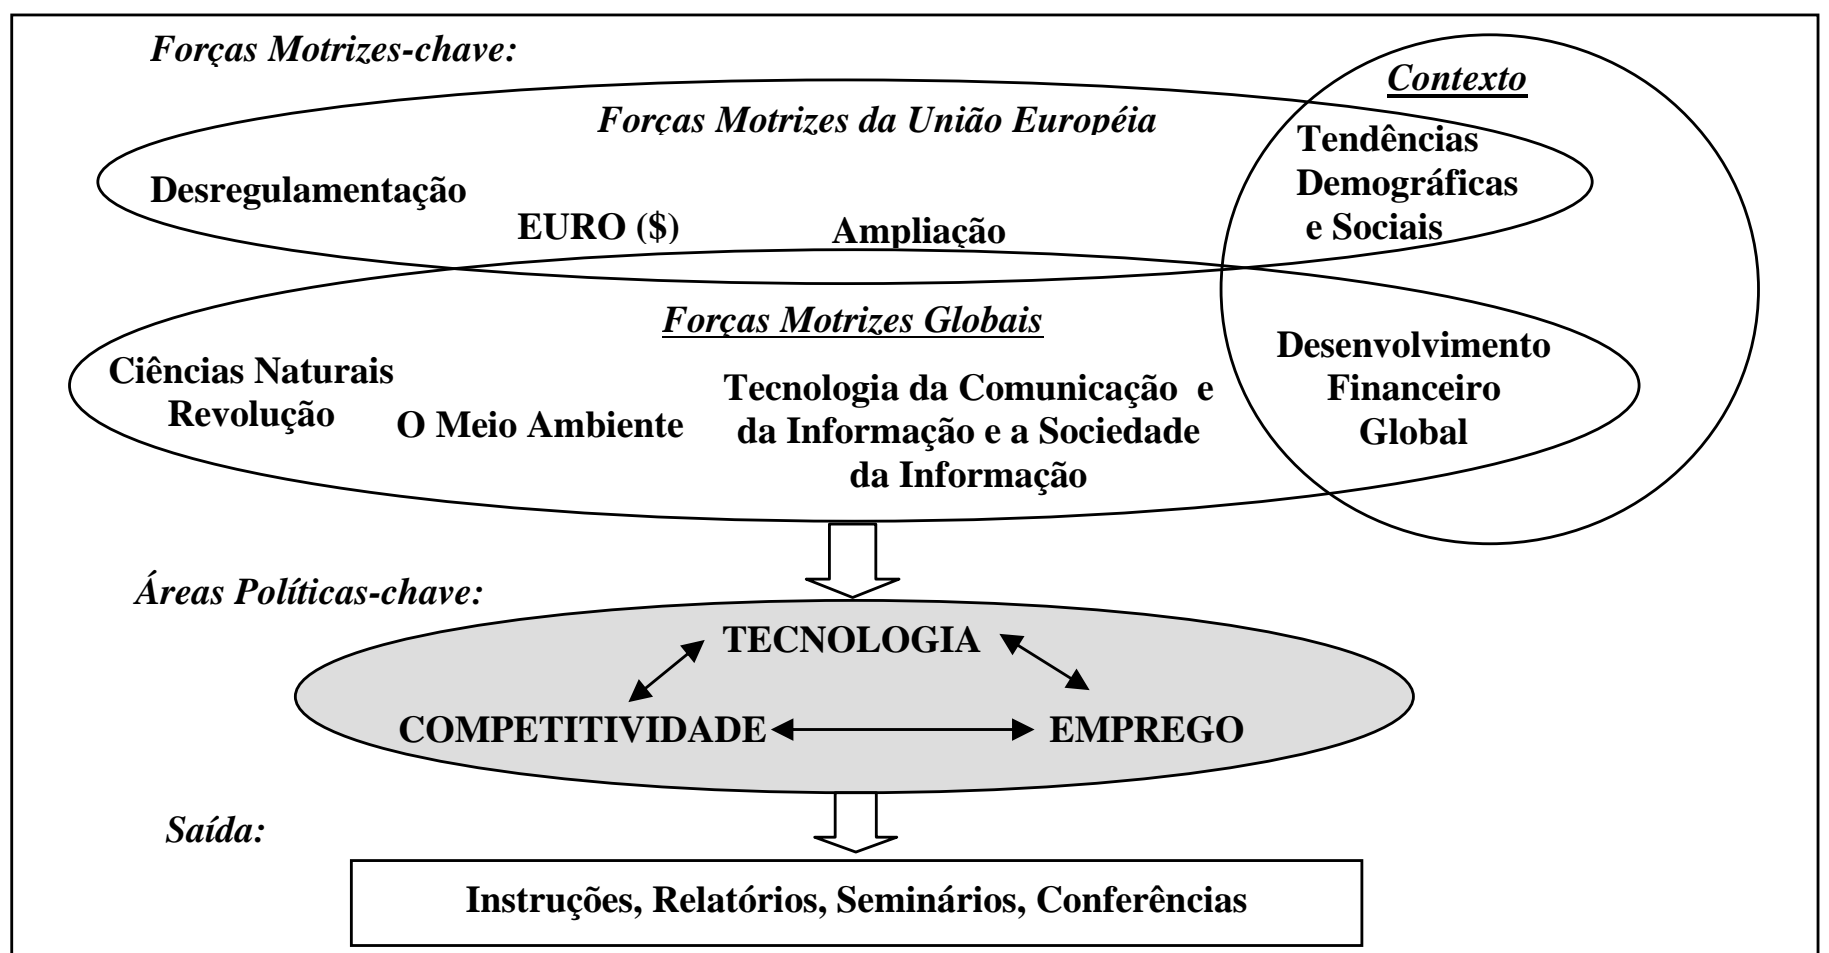 Forças Motrizes-chave:
Contexto
Forças Motrizes da União Européia
Tendências
Demográficas
e Sociais
Desregulamentação
EURO ($)
Ampliação
Forças Motrizes Globais
Ciências Naturais
Revolução
O Meio Ambiente
Tecnologia da Comunicação e
da Informação e a Sociedade
da Informação
Desenvolvimento
Financeiro
Global
Áreas Políticas-chave:
TECNOLOGIA
COMPETITIVIDADE
EMPREGO
Saída:
Instruções, Relatórios, Seminários, Conferências